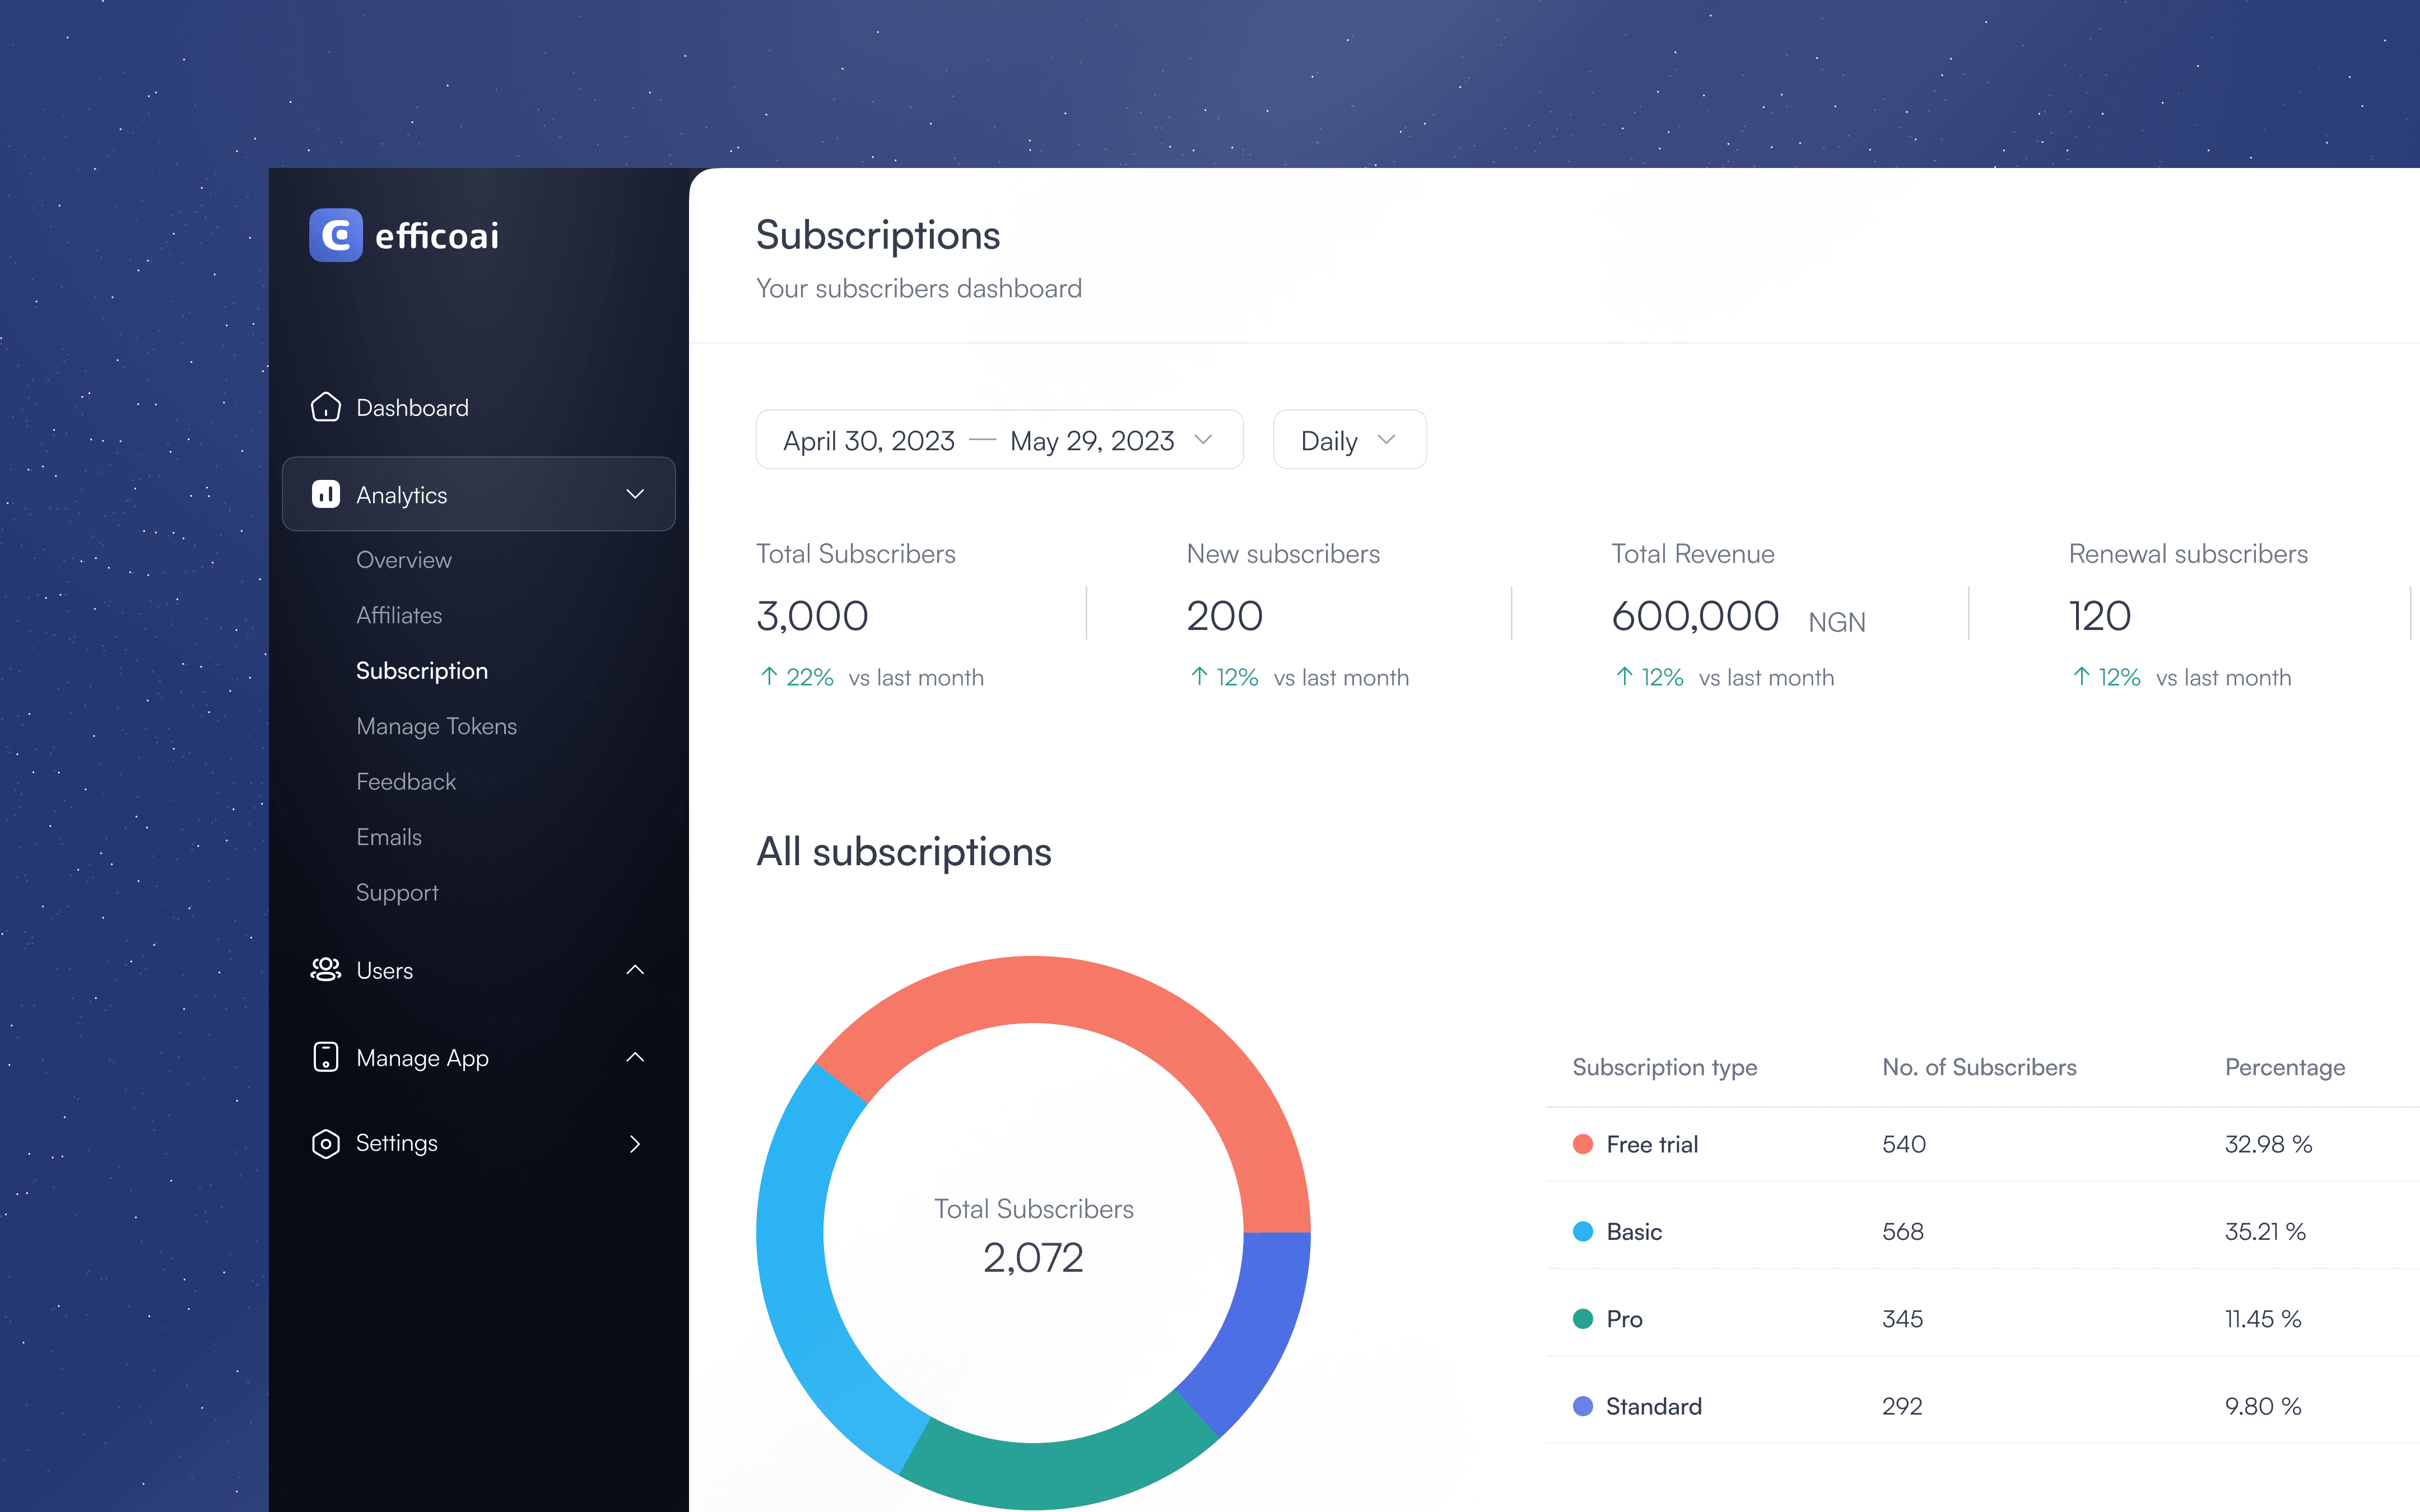 efficoai
Dashboard
Analytics
Overview
Affiliates
Subscription
Manage Tokens
Feedback
Emails
Support
Users
Manage App
Settings
Subscriptions
Your subscribers dashboard
April 30, 2023 — May 29, 2023
Daily
Total Subscribers
3,000
↑ 22% vs last month
New subscribers
200
↑ 12% vs last month
Total Revenue
600,000 NGN
↑ 12% vs last month
Renewal subscribers
120
↑ 12% vs last month
All subscriptions
Total Subscribers
2,072
Subscription type No. of Subscribers Percentage
Free trial 540 32.98 %
Basic 568 35.21 %
Pro 345 11.45 %
Standard 292 9.80 %